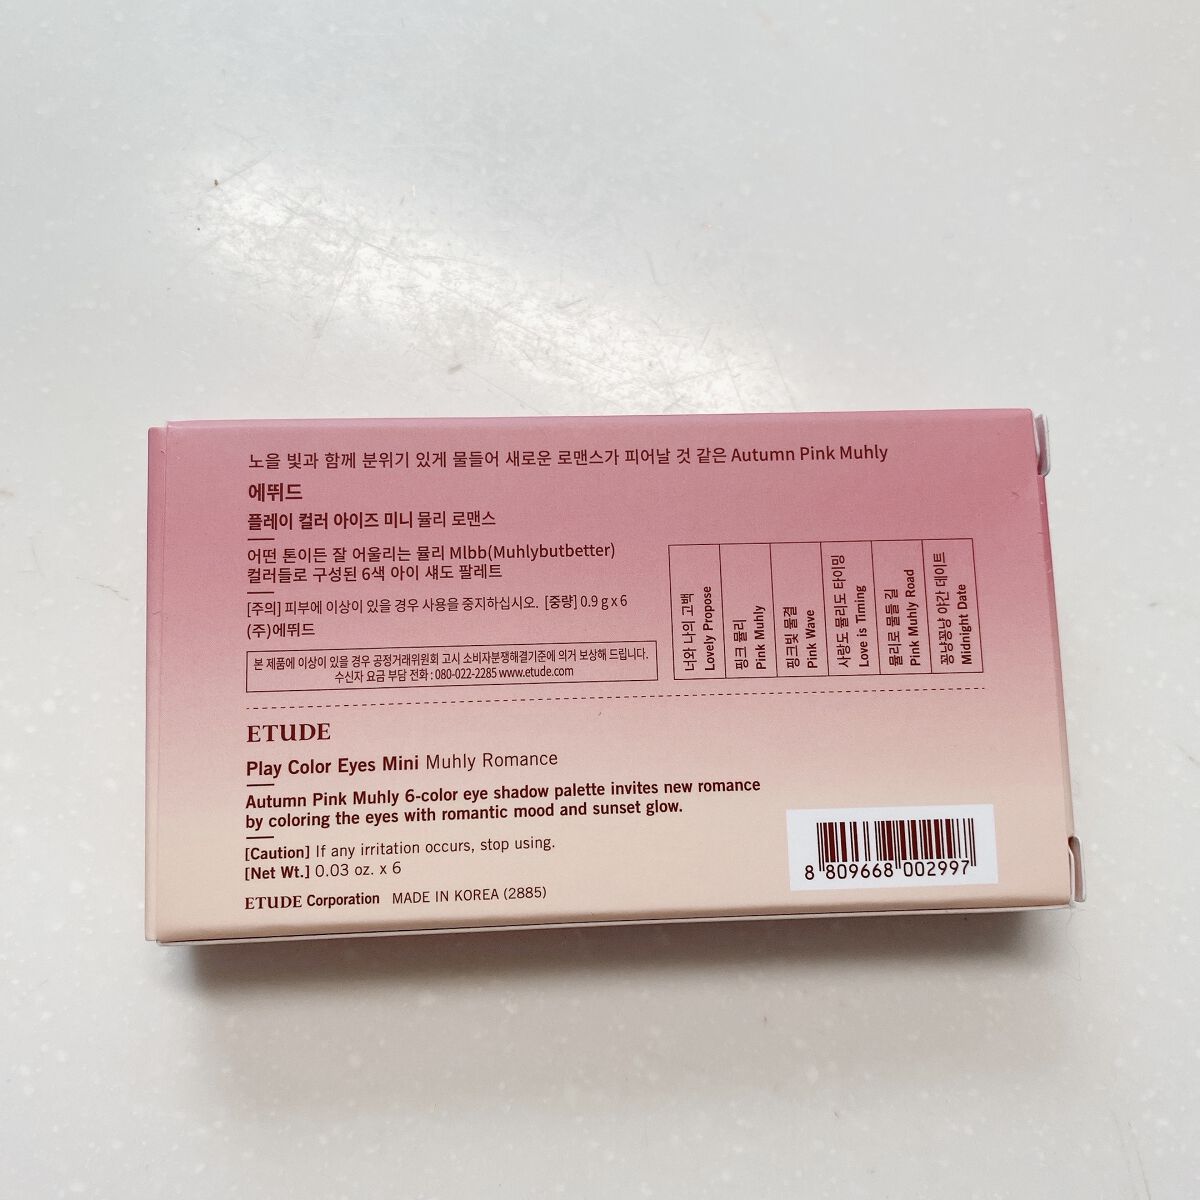 노을 빛과 함께 분위기 있게 물들어 새로운 로맨스가 피어날 것 같은 Autumn Pink Muhly
에뛰드
플레이 컬러 아이즈 미니 뮬리 로맨스
어떤 톤이든 잘 어울리는 뮬리 Mlbb(Muhlybutbetter)
컬러들로 구성된 6색 아이 섀도 팔레트
[주의] 피부에 이상이 있을 경우 사용을 중지하십시오. [중량] 0.9 g x 6
(주)에뛰드
본 제품에 이상이 있을 경우 공정거래위원회 고시 소비자분쟁해결기준에 의거 보상해 드립니다.
수신자 요금 부담 전화 : 080-022-2285 www.etude.com
너와 나의 고백
Lovely Propose
핑크 뮬리
Pink Muhly
핑크빛 물결
Pink Wave
사랑도 뮬리도 타이밍
Love is Timing
뮬리로 물들 길
Pink Muhly Road
꽁냥꽁냥 야간 데이트
Midnight Date
ETUDE
Play Color Eyes Mini Muhly Romance
Autumn Pink Muhly 6-color eye shadow palette invites new romance
by coloring the eyes with romantic mood and sunset glow.
[Caution] If any irritation occurs, stop using.
[Net Wt.] 0.03 oz. x 6
ETUDE Corporation MADE IN KOREA (2885)
8 809668 002997